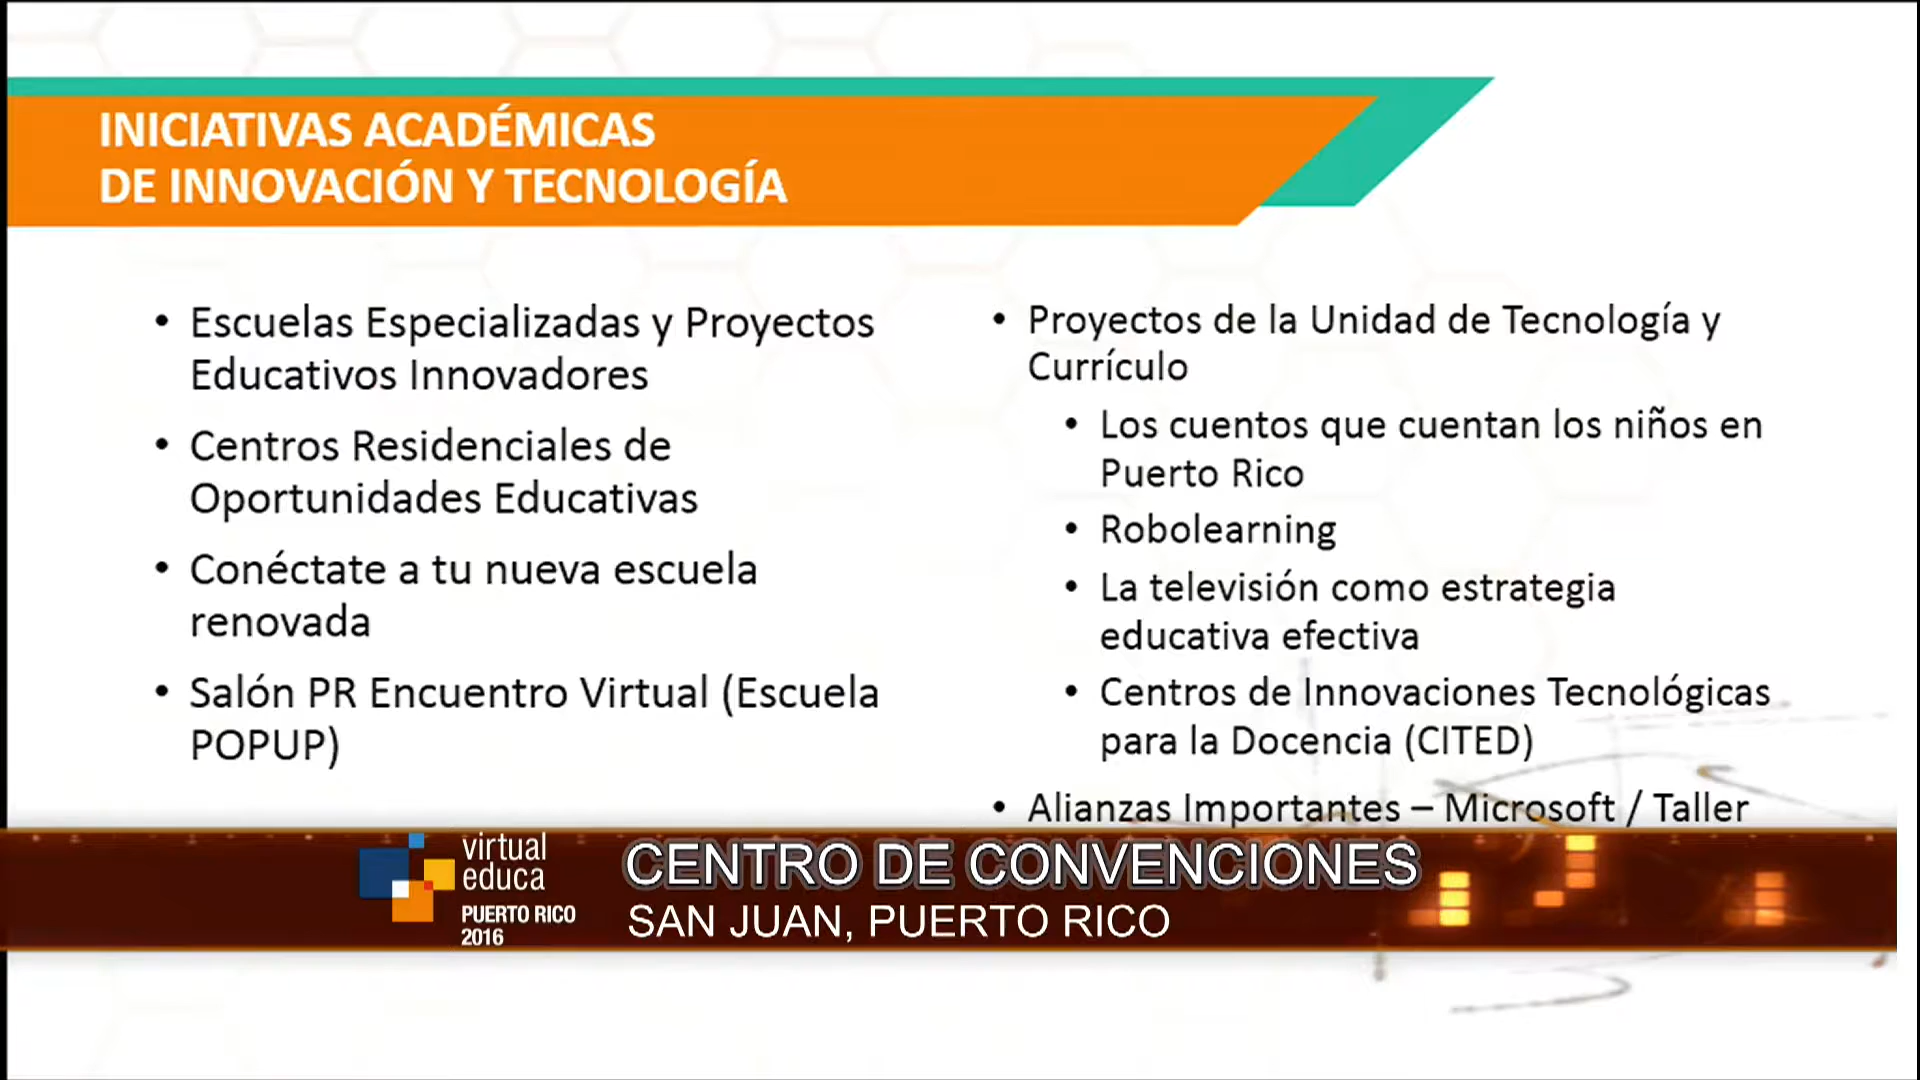 INICIATIVAS ACADÉMICAS
DE INNOVACIÓN Y TECNOLOGÍA
• Escuelas Especializadas y Proyectos
Educativos Innovadores
• Centros Residenciales de
Oportunidades Educativas
• Conéctate a tu nueva escuela
renovada
• Salón PR Encuentro Virtual (Escuela
POPUP)
• Proyectos de la Unidad de Tecnología y
Currículo
• Los cuentos que cuentan los niños en
Puerto Rico
• Robolearning
• La televisión como estrategia
educativa efectiva
• Centros de Innovaciones Tecnológicas
para la Docencia (CITED)
• Alianzas Importantes – Microsoft / Taller
virtual
educa
PUERTO RICO
2016
CENTRO DE CONVENCIONES
SAN JUAN, PUERTO RICO